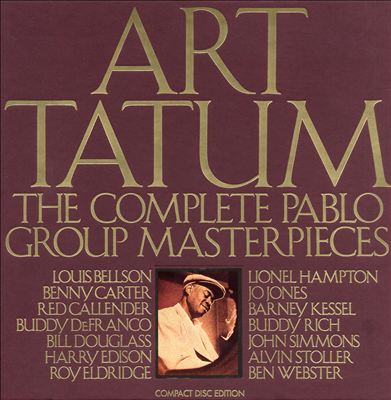 ART
TATUM
THE COMPLETE PABLO
GROUP MASTERPIECES
LOUIS BELLSON
BENNY CARTER
RED CALLENDER
BUDDY DEFRANCO
BILL DOUGLASS
HARRY EDISON
ROY ELDRIDGE
LIONEL HAMPTON
JO JONES
BARNEY KESSEL
BUDDY RICH
JOHN SIMMONS
ALVIN STOLLER
BEN WEBSTER
COMPACT DISC EDITION